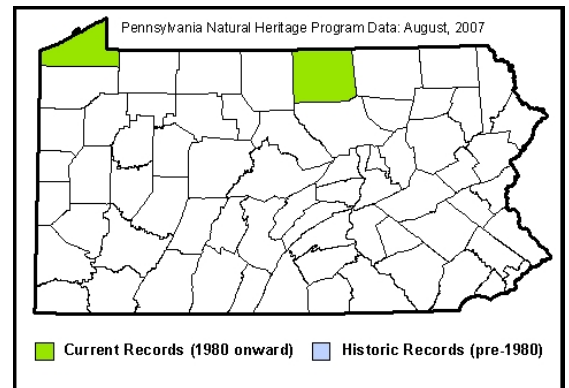 Pennsylvania Natural Heritage Program Data: August, 2007
Current Records (1980 onward)
Historic Records (pre-1980)